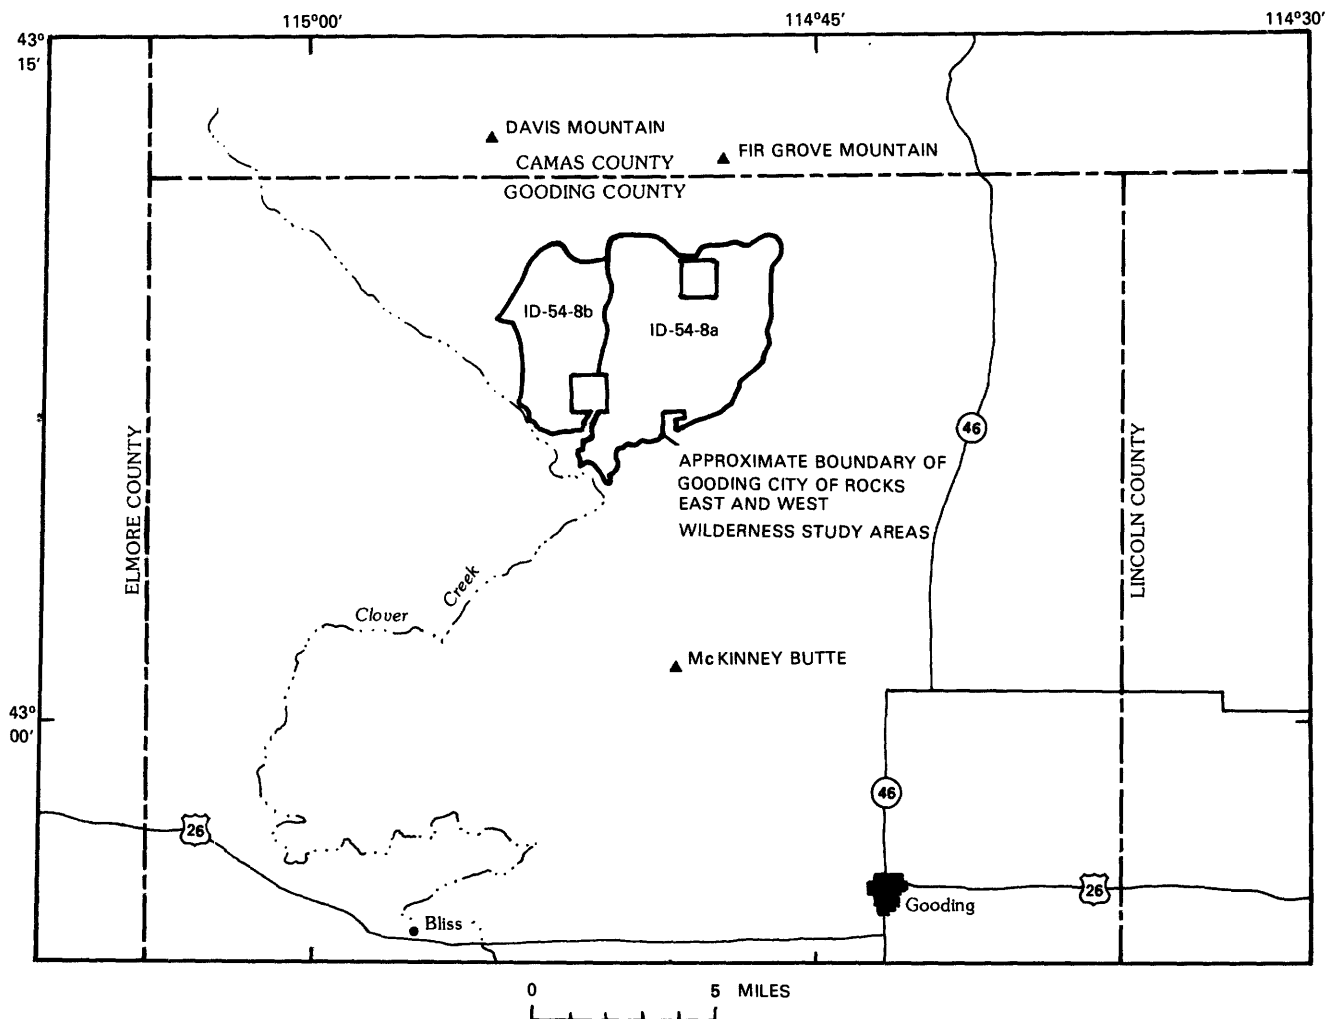 115°00′
114°45′
114°30′
43°
15′
DAVIS MOUNTAIN
FIR GROVE MOUNTAIN
CAMAS COUNTY
GOODING COUNTY
ID-54-8b
ID-54-8a
46
ELMORE COUNTY
LINCOLN COUNTY
APPROXIMATE BOUNDARY OF
GOODING CITY OF ROCKS
EAST AND WEST
WILDERNESS STUDY AREAS
Clover Creek
McKINNEY BUTTE
43°
00′
46
26
26
Gooding
Bliss
0 5 MILES